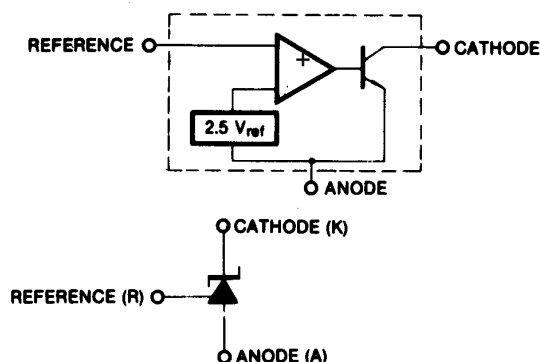 REFERENCE
CATHODE
+
2.5 Vref
ANODE
CATHODE (K)
REFERENCE (R)
ANODE (A)